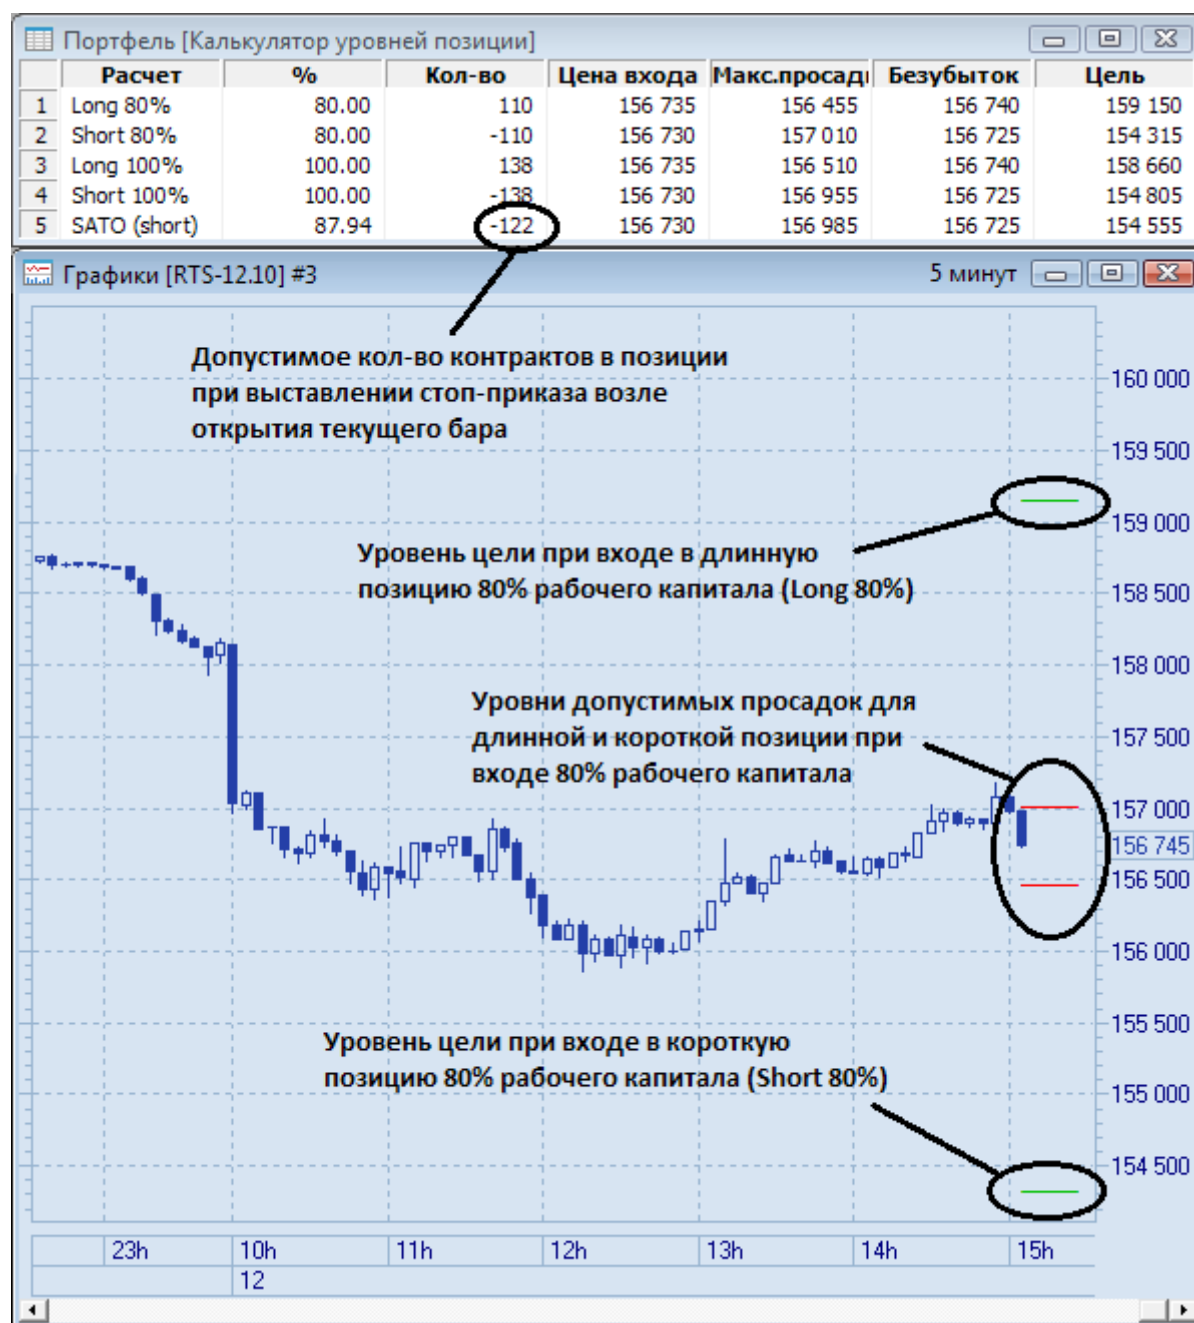 Портфель [Калькулятор уровней позиции]
Расчет % Кол-во Цена входа Макс.просад Безубыток Цель
1 Long 80% 80.00 110 156 735 156 455 156 740 159 150
2 Short 80% 80.00 -110 156 730 157 010 156 725 154 315
3 Long 100% 100.00 138 156 735 156 510 156 740 158 660
4 Short 100% 100.00 -138 156 730 156 955 156 725 154 805
5 SATO (short) 87.94 -122 156 730 156 985 156 725 154 555
Графики [RTS-12.10] #3 5 минут
Допустимое кол-во контрактов в позиции
при выставлении стоп-приказа возле
открытия текущего бара
160 000
159 500
159 000
Уровень цели при входе в длинную
позицию 80% рабочего капитала (Long 80%)
158 500
158 000
Уровни допустимых просадок для
длинной и короткой позиции при
входе 80% рабочего капитала
157 500
157 000
156 745
156 500
156 000
155 500
Уровень цели при входе в короткую
позицию 80% рабочего капитала (Short 80%)
155 000
154 500
23h 10h 11h 12h 13h 14h 15h
12